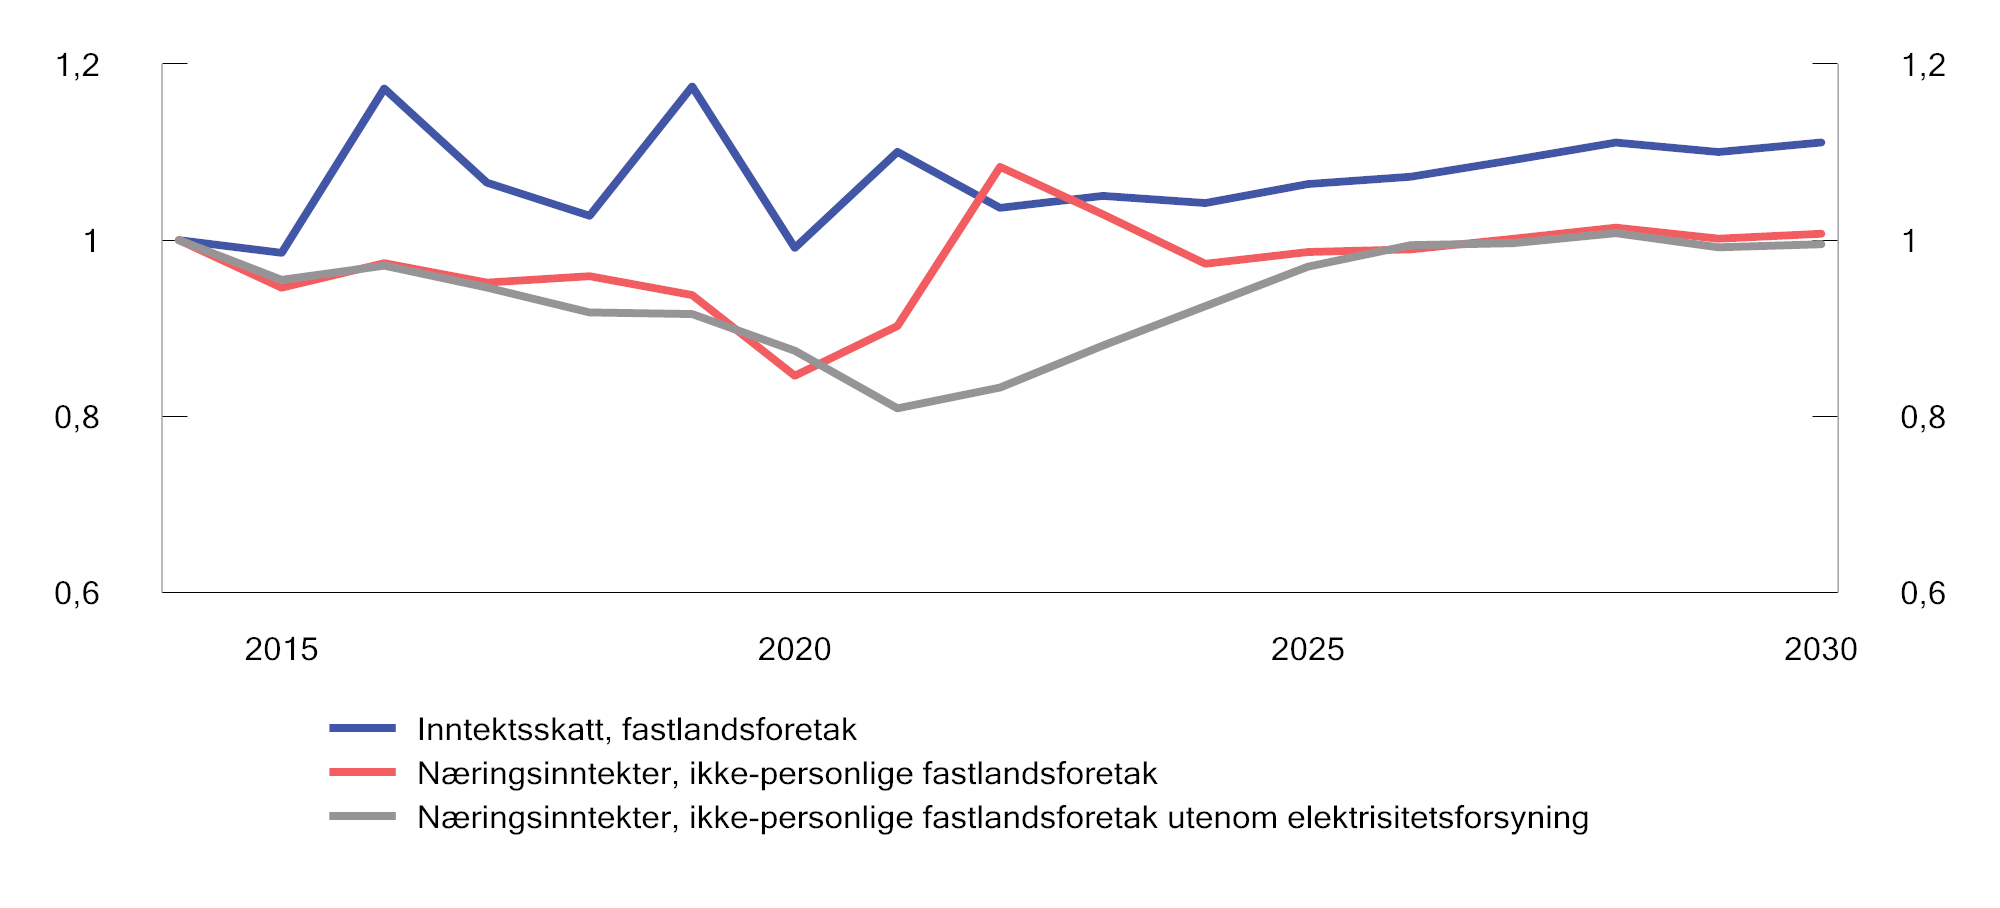 1,2 1,2
1 1
0,8 0,8
0,6 0,6
2015 2020 2025 2030
Inntektsskatt, fastlandsforetak
Næringsinntekter, ikke-personlige fastlandsforetak
Næringsinntekter, ikke-personlige fastlandsforetak utenom elektrisitetsforsyning